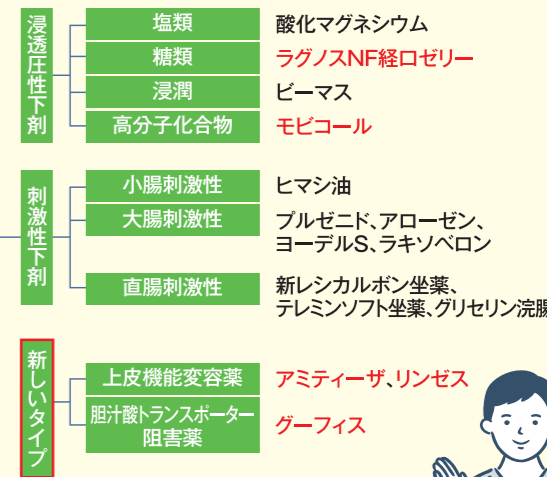 浸透圧性下剤
塩類
酸化マグネシウム
糖類
ラグノスNF経口ゼリー
浸潤
ビーマス
高分子化合物
モビコール
刺激性下剤
小腸刺激性
ヒマシ油
大腸刺激性
プルゼニド、アローゼン、
ヨーデルS、ラキソベロン
直腸刺激性
新レシカルボン坐薬、
テレミンソフト坐薬、グリセリン浣腸
新しいタイプ
上皮機能変容薬
アミティーザ、リンゼス
胆汁酸トランスポーター
阻害薬
グーフィス